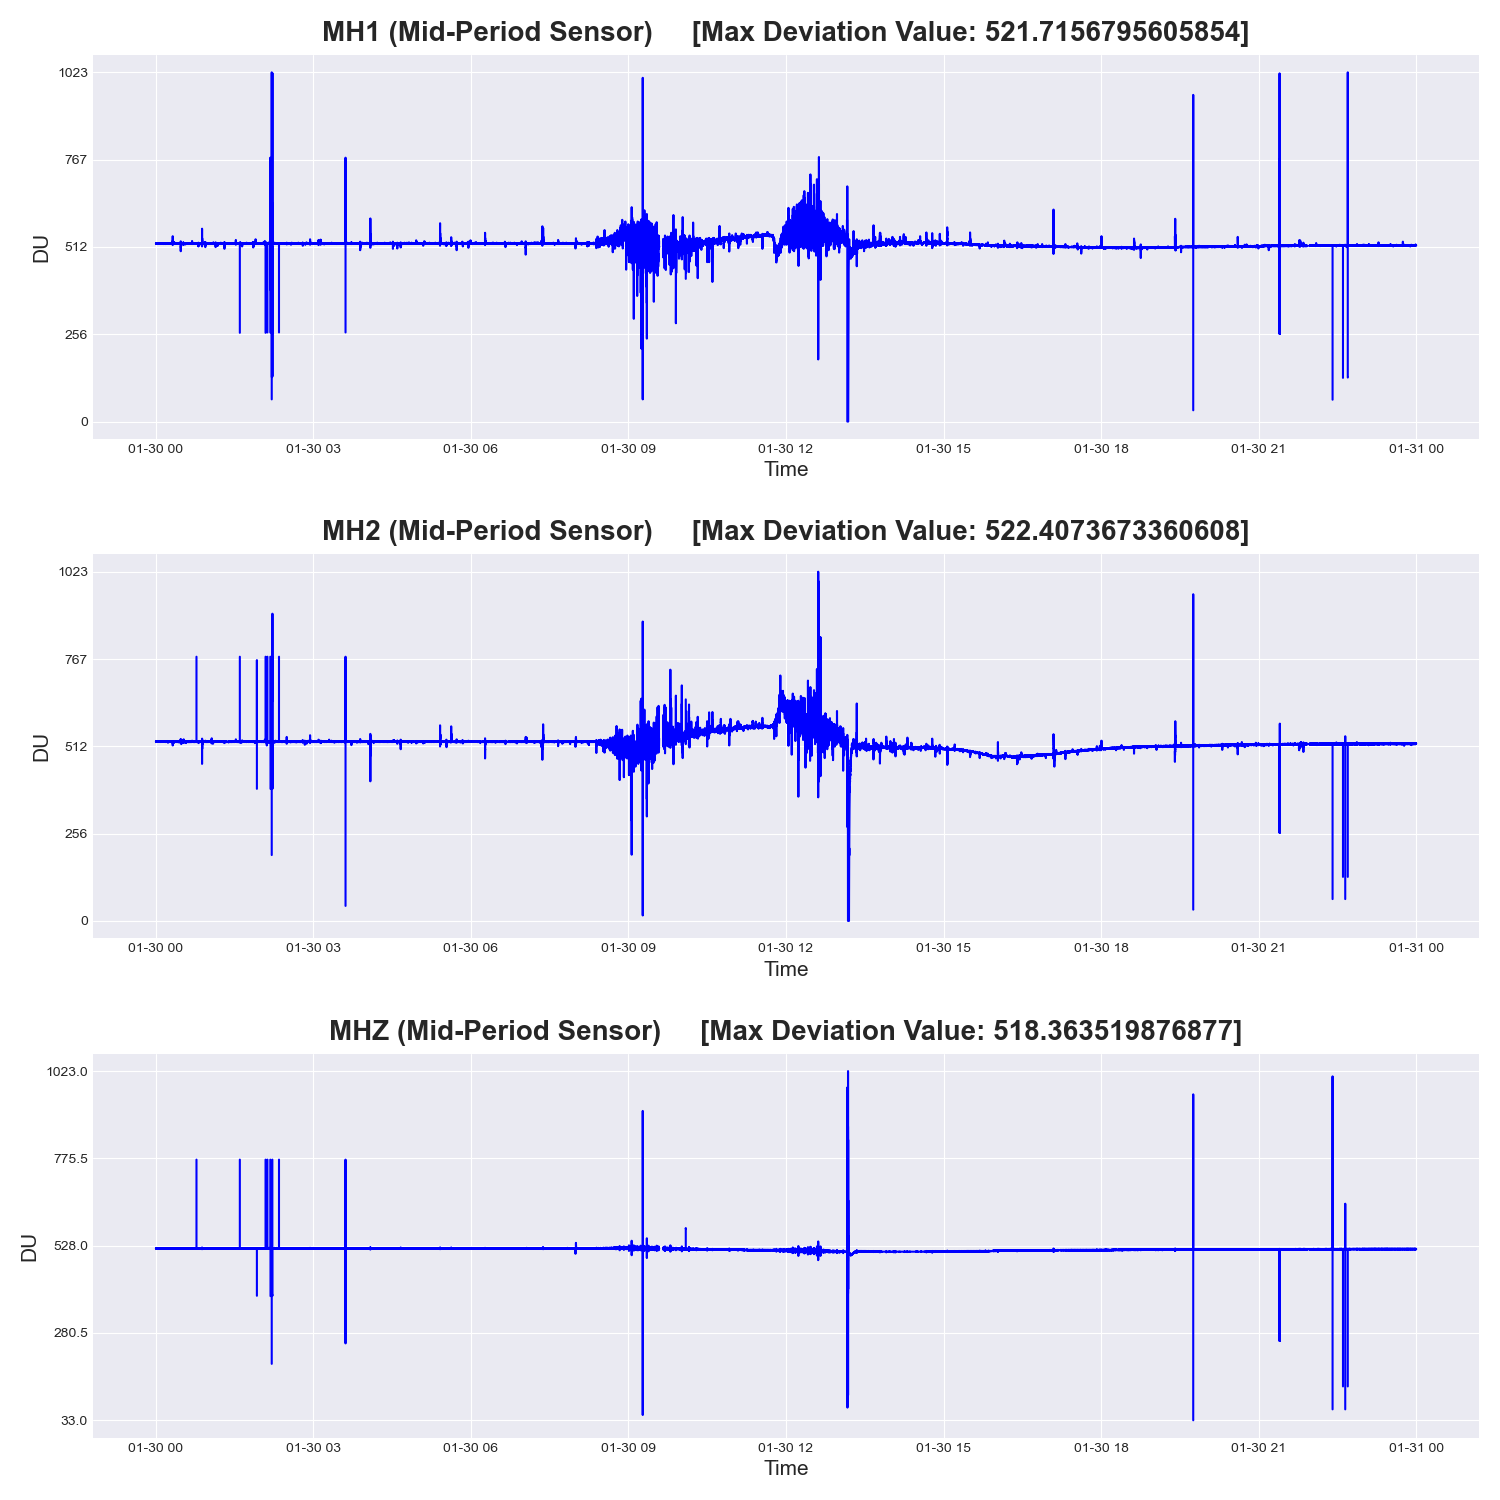 MH1 (Mid-Period Sensor)     [Max Deviation Value: 521.7156795605854]
1023
767
512
256
0
DU
01-30 00 01-30 03 01-30 06 01-30 09 01-30 12 01-30 15 01-30 18 01-30 21 01-31 00
Time
MH2 (Mid-Period Sensor)     [Max Deviation Value: 522.4073673360608]
1023
767
512
256
0
DU
01-30 00 01-30 03 01-30 06 01-30 09 01-30 12 01-30 15 01-30 18 01-30 21 01-31 00
Time
MHZ (Mid-Period Sensor)     [Max Deviation Value: 518.363519876877]
1023.0
775.5
528.0
280.5
33.0
DU
01-30 00 01-30 03 01-30 06 01-30 09 01-30 12 01-30 15 01-30 18 01-30 21 01-31 00
Time